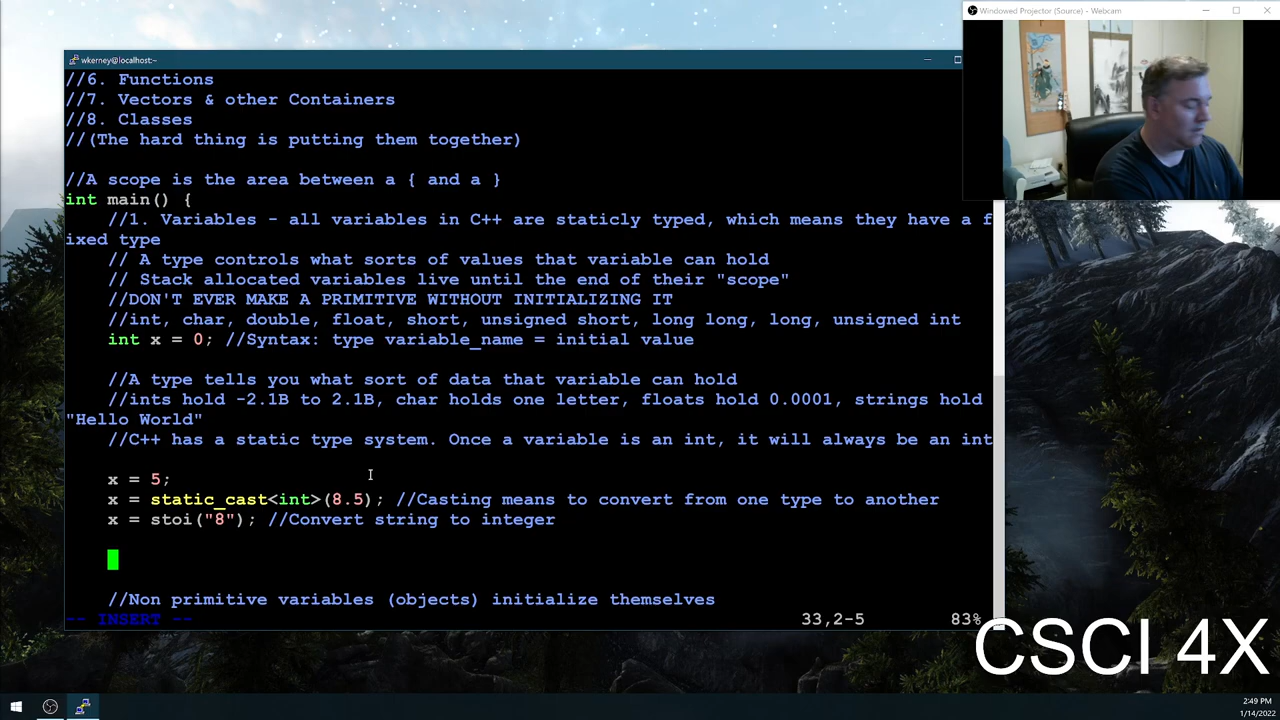 Windowed Projector (Source) - Webcam
wkerney@localhost:~
//6. Functions
//7. Vectors & other Containers
//8. Classes
//(The hard thing is putting them together)
//A scope is the area between a { and a }
int main() {
//1. Variables - all variables in C++ are staticly typed, which means they have a f
ixed type
// A type controls what sorts of values that variable can hold
// Stack allocated variables live until the end of their "scope"
//DON'T EVER MAKE A PRIMITIVE WITHOUT INITIALIZING IT
//int, char, double, float, short, unsigned short, long long, long, unsigned int
int x = 0; //Syntax: type variable_name = initial value
//A type tells you what sort of data that variable can hold
//ints hold -2.1B to 2.1B, char holds one letter, floats hold 0.0001, strings hold
"Hello World"
//C++ has a static type system. Once a variable is an int, it will always be an int
x = 5;
x = static_cast<int>(8.5); //Casting means to convert from one type to another
x = stoi("8"); //Convert string to integer
//Non primitive variables (objects) initialize themselves
-- INSERT --
33,2-5
83%
CSCI 4X
2:49 PM
1/14/2022